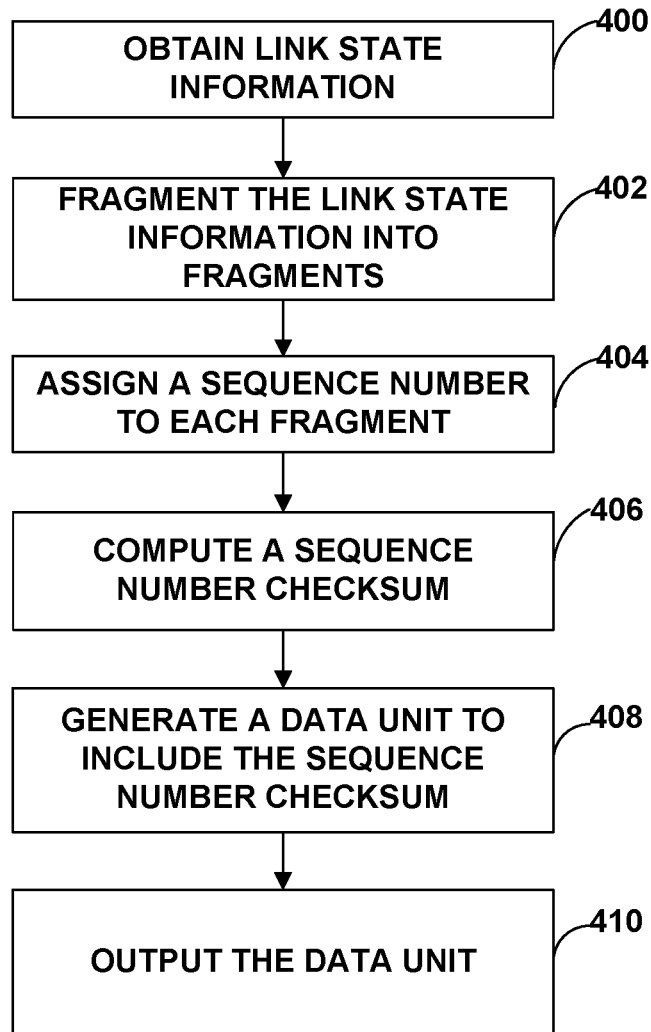 400
OBTAIN LINK STATE
INFORMATION
402
FRAGMENT THE LINK STATE
INFORMATION INTO
FRAGMENTS
404
ASSIGN A SEQUENCE NUMBER
TO EACH FRAGMENT
406
COMPUTE A SEQUENCE
NUMBER CHECKSUM
408
GENERATE A DATA UNIT TO
INCLUDE THE SEQUENCE
NUMBER CHECKSUM
410
OUTPUT THE DATA UNIT